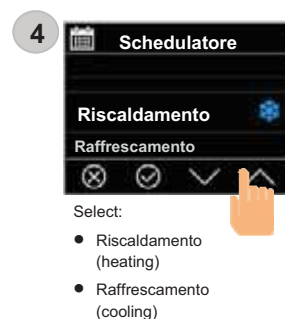 4
Schedulatore
Riscaldamento
Raffrescamento
Select:
● Riscaldamento
(heating)
● Raffrescamento
(cooling)